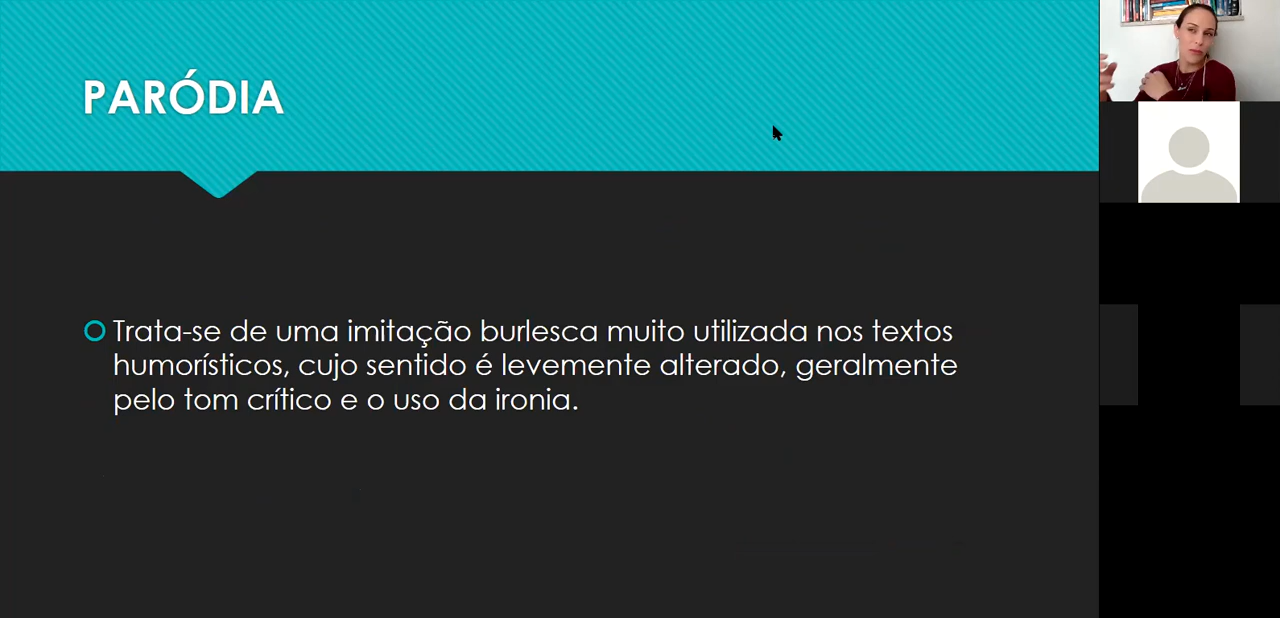 PARÓDIA
Trata-se de uma imitação burlesca muito utilizada nos textos
humorísticos, cujo sentido é levemente alterado, geralmente
pelo tom crítico e o uso da ironia.